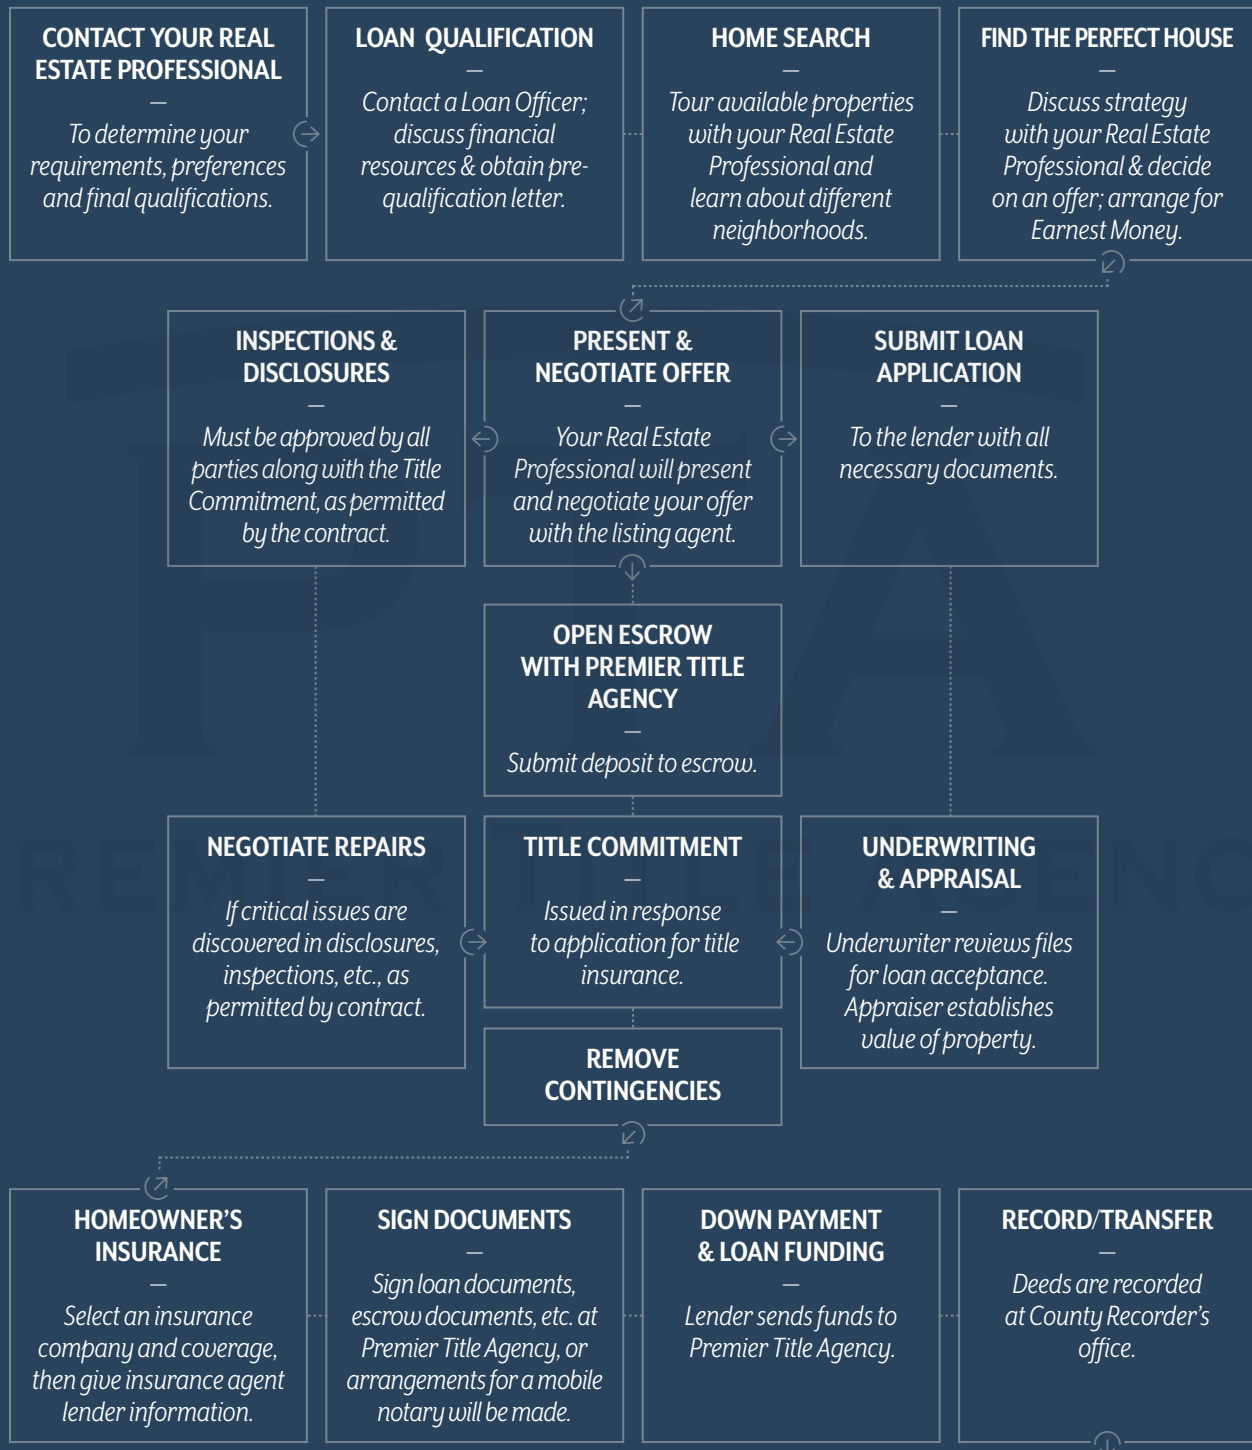 CONTACT YOUR REAL
ESTATE PROFESSIONAL
—
To determine your
requirements, preferences
and final qualifications.
LOAN QUALIFICATION
—
Contact a Loan Officer;
discuss financial
resources & obtain pre-
qualification letter.
HOME SEARCH
—
Tour available properties
with your Real Estate
Professional and
learn about different
neighborhoods.
FIND THE PERFECT HOUSE
—
Discuss strategy
with your Real Estate
Professional & decide
on an offer; arrange for
Earnest Money.
INSPECTIONS &
DISCLOSURES
—
Must be approved by all
parties along with the Title
Commitment, as permitted
by the contract.
PRESENT &
NEGOTIATE OFFER
—
Your Real Estate
Professional will present
and negotiate your offer
with the listing agent.
SUBMIT LOAN
APPLICATION
—
To the lender with all
necessary documents.
PTA
OPEN ESCROW
WITH PREMIER TITLE
AGENCY
—
Submit deposit to escrow.
NEGOTIATE REPAIRS
—
If critical issues are
discovered in disclosures,
inspections, etc., as
permitted by contract.
TITLE COMMITMENT
—
Issued in response
to application for title
insurance.
UNDERWRITING
& APPRAISAL
—
Underwriter reviews files
for loan acceptance.
Appraiser establishes
value of property.
REMIER TITLE AGENC
REMOVE
CONTINGENCIES
HOMEOWNER'S
INSURANCE
—
Select an insurance
company and coverage,
then give insurance agent
lender information.
SIGN DOCUMENTS
—
Sign loan documents,
escrow documents, etc. at
Premier Title Agency, or
arrangements for a mobile
notary will be made.
DOWN PAYMENT
& LOAN FUNDING
—
Lender sends funds to
Premier Title Agency.
RECORD/TRANSFER
—
Deeds are recorded
at County Recorder's
office.